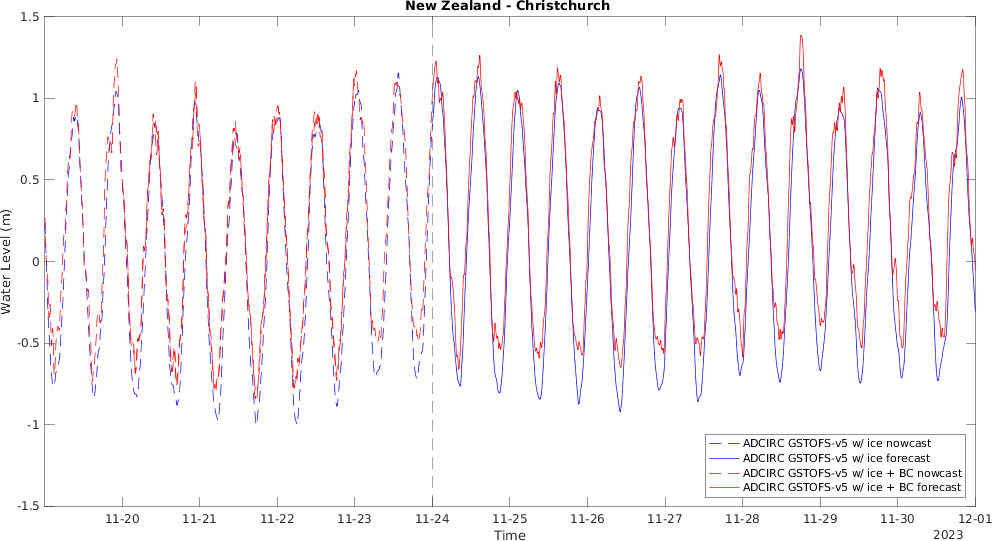 New Zealand - Christchurch
1.5
1
0.5
0
-0.5
-1
-1.5
Water Level (m)
11-20
11-21
11-22
11-23
11-24
11-25
11-26
11-27
11-28
11-29
11-30
12-01
Time
2023
ADCIRC GSTOFS-v5 w/ ice nowcast
ADCIRC GSTOFS-v5 w/ ice forecast
ADCIRC GSTOFS-v5 w/ ice + BC nowcast
ADCIRC GSTOFS-v5 w/ ice + BC forecast